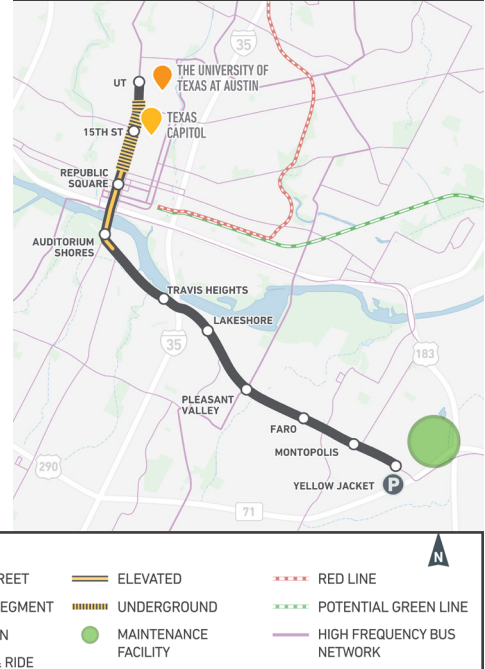 35
UT
THE UNIVERSITY OF
TEXAS AT AUSTIN
15TH ST
TEXAS
CAPITOL
REPUBLIC
SQUARE
AUDITORIUM
SHORES
TRAVIS HEIGHTS
LAKESHORE
35
183
PLEASANT
VALLEY
FARO
MONTOPOLIS
290
YELLOW JACKET
P
71
N
REET
ELEVATED
RED LINE
EGMENT
UNDERGROUND
POTENTIAL GREEN LINE
N
MAINTENANCE
FACILITY
HIGH FREQUENCY BUS
NETWORK
& RIDE